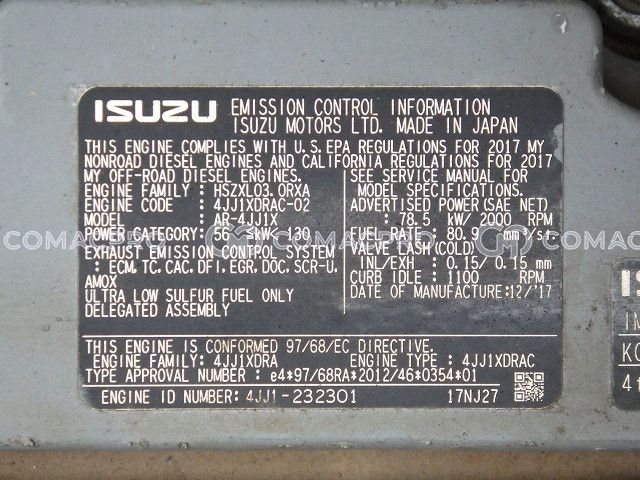 ISUZU EMISSION CONTROL INFORMATION
ISUZU MOTORS LTD. MADE IN JAPAN
THIS ENGINE COMPLIES WITH U.S. EPA REGULATIONS FOR 2017 MY
NONROAD DIESEL ENGINES AND CALIFORNIA REGULATIONS FOR 2017
MY OFF-ROAD DIESEL ENGINES.
ENGINE FAMILY : HSZXL03.0RXA
ENGINE CODE : 4JJ1XDRAC-02
MODEL : AR-4JJ1X
POWER CATEGORY: 56 ≤kW< 130
EXHAUST EMISSION CONTROL SYSTEM
: ECM, TC, CAC, DFI, EGR, DOC, SCR-U,
AMOX
ULTRA LOW SULFUR FUEL ONLY
DELEGATED ASSEMBLY
SEE SERVICE MANUAL FOR
MODEL SPECIFICATIONS.
ADVERTISED POWER(SAE NET)
: 78.5 kW/ 2000 RPM
FUEL RATE: 80.9 mm³/st
VALVE LASH(COLD)
INL/EXH : 0.15/ 0.15 mm
CURB IDLE : 1100 RPM
DATE OF MANUFACTURE:12/'17
THIS ENGINE IS CONFORMED 97/68/EC DIRECTIVE.
ENGINE FAMILY: 4JJ1XDRA ENGINE TYPE : 4JJ1XDRAC
TYPE APPROVAL NUMBER : e4*97/68RA*2012/46*0354*01
ENGINE ID NUMBER: 4JJ1-232301 17NJ27
COMACPRO
COMACPRO